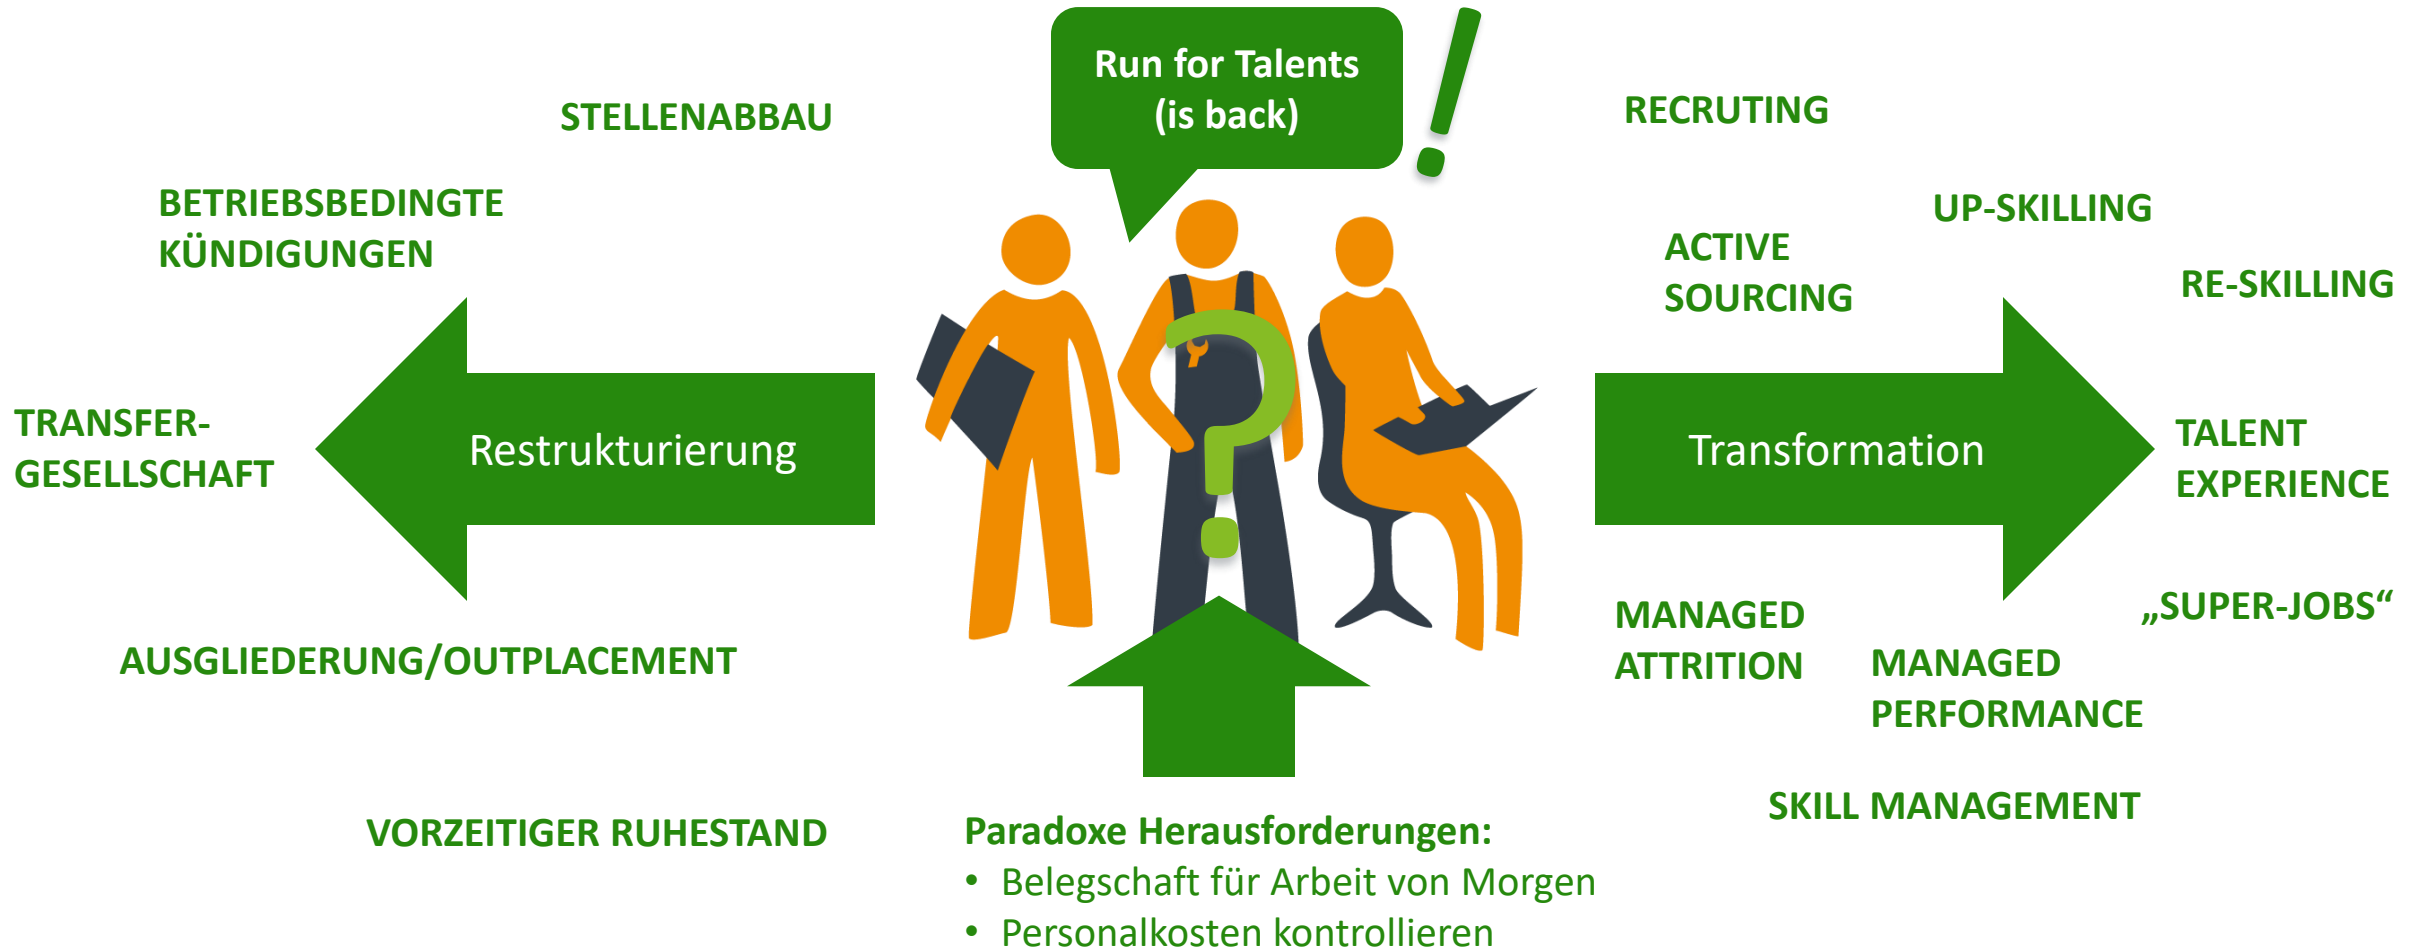 Run for Talents
(is back)
STELLENABBAU
BETRIEBSBEDINGTE
KÜNDIGUNGEN
TRANSFER-
GESELLSCHAFT
Restrukturierung
AUSGLIEDERUNG/OUTPLACEMENT
VORZEITIGER RUHESTAND
RECRUTING
UP-SKILLING
ACTIVE
SOURCING
RE-SKILLING
Transformation
TALENT
EXPERIENCE
„SUPER-JOBS“
MANAGED
ATTRITION
MANAGED
PERFORMANCE
SKILL MANAGEMENT
Paradoxe Herausforderungen:
• Belegschaft für Arbeit von Morgen
• Personalkosten kontrollieren
!
?